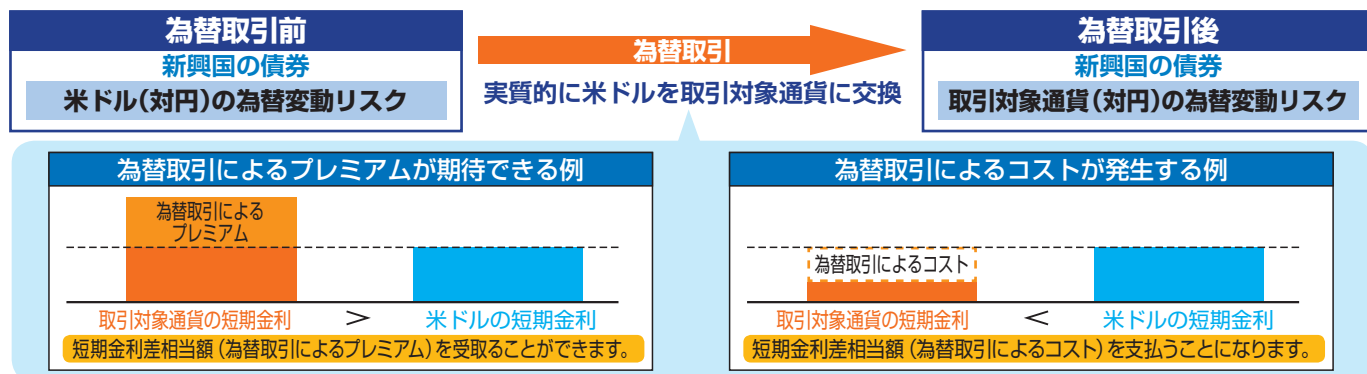 為替取引前
新興国の債券
米ドル(対円)の為替変動リスク
為替取引
実質的に米ドルを取引対象通貨に交換
為替取引後
新興国の債券
取引対象通貨(対円)の為替変動リスク
為替取引によるプレミアムが期待できる例
為替取引による
プレミアム
取引対象通貨の短期金利 > 米ドルの短期金利
短期金利差相当額(為替取引によるプレミアム)を受取ることができます。
為替取引によるコストが発生する例
為替取引によるコスト
取引対象通貨の短期金利 < 米ドルの短期金利
短期金利差相当額(為替取引によるコスト)を支払うことになります。